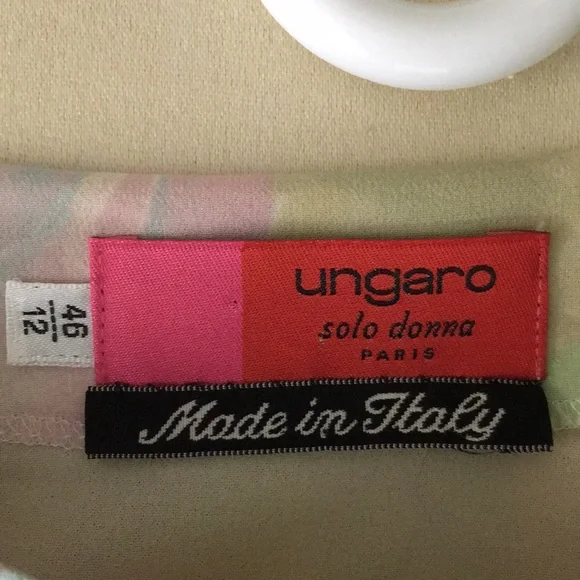 ungaro
solo donna
PARIS
46
12
Made in Italy